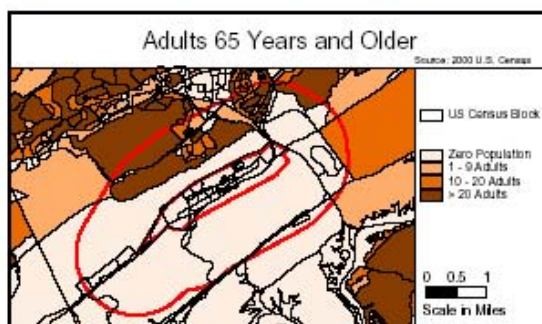 Adults 65 Years and Older
Source: 2000 U.S. Census
US Census Block
Zero Population
1 - 9 Adults
10 - 20 Adults
> 20 Adults
0 0.5 1
Scale in Miles